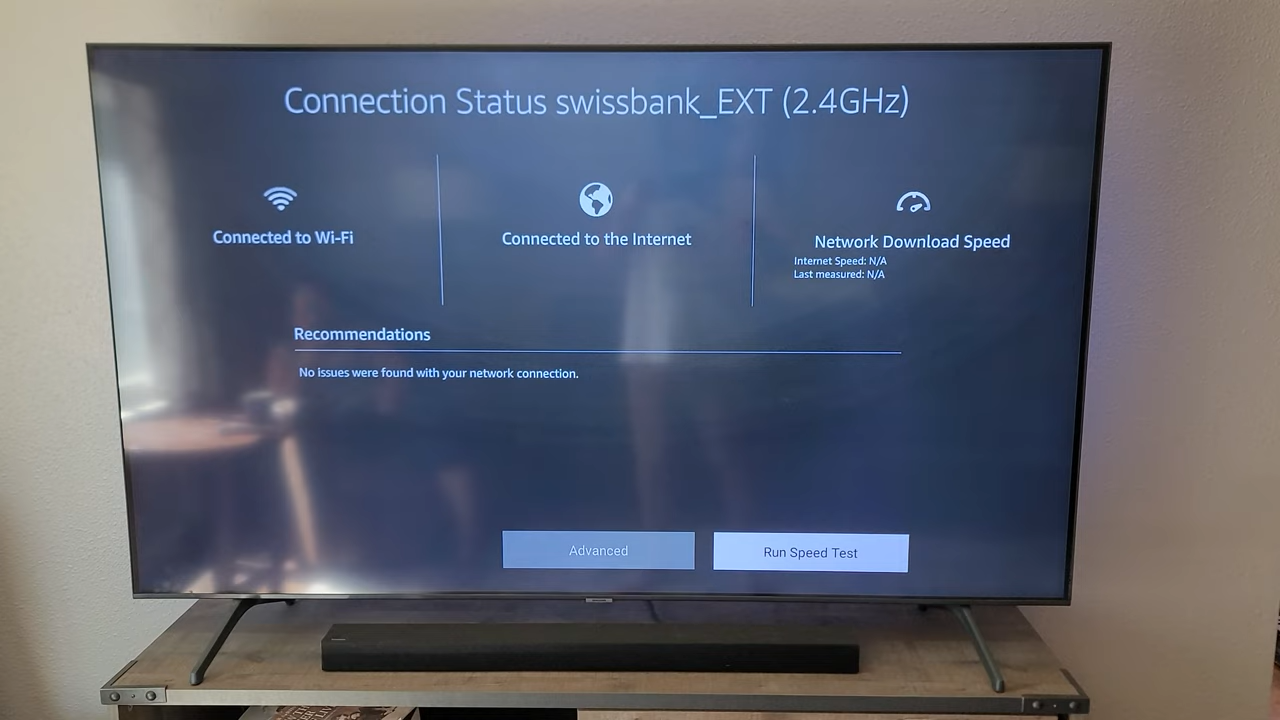 Connection Status swissbank_EXT (2.4GHz)
Connected to Wi-Fi
Connected to the Internet
Network Download Speed
Internet Speed: N/A
Last measured: N/A
Recommendations
No issues were found with your network connection.
Advanced
Run Speed Test